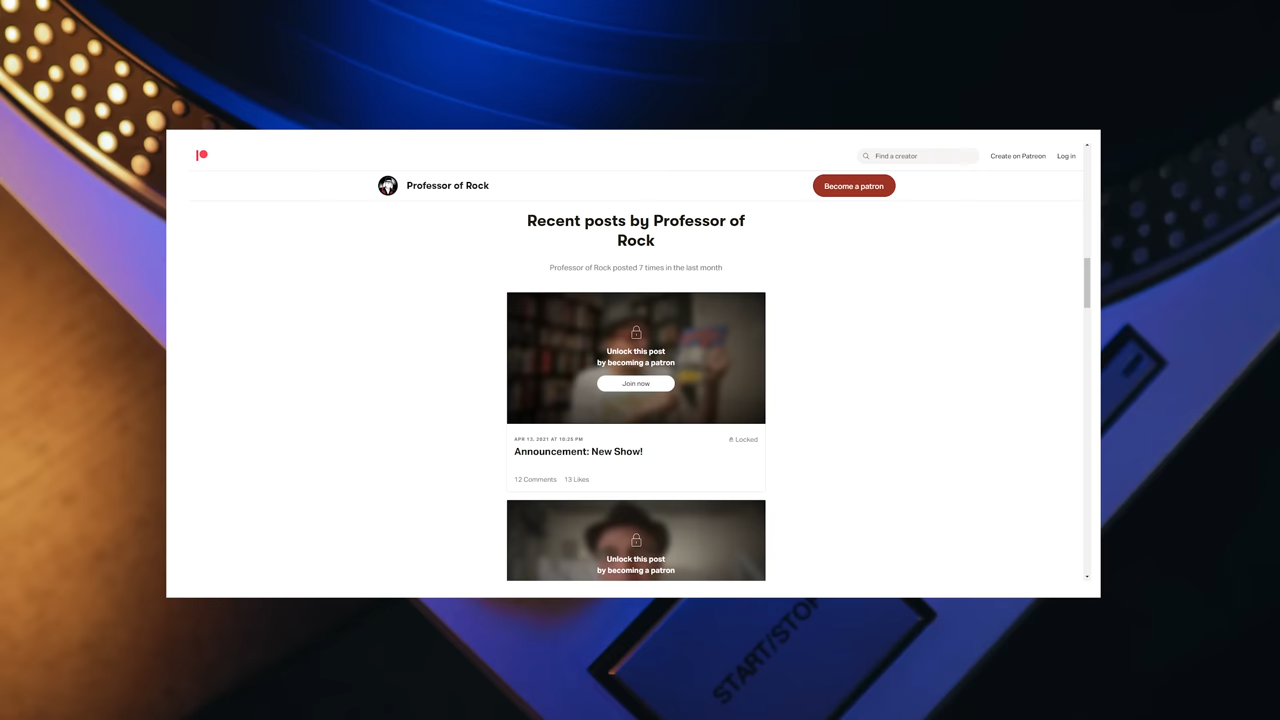 Find a creator
Create on Patreon
Log in
Professor of Rock
Become a patron
Recent posts by Professor of
Rock
Professor of Rock posted 7 times in the last month
Unlock this post
by becoming a patron
Join now
APR 13, 2021 AT 10:25 PM
Locked
Announcement: New Show!
12 Comments
13 Likes
Unlock this post
by becoming a patron
START/STOP